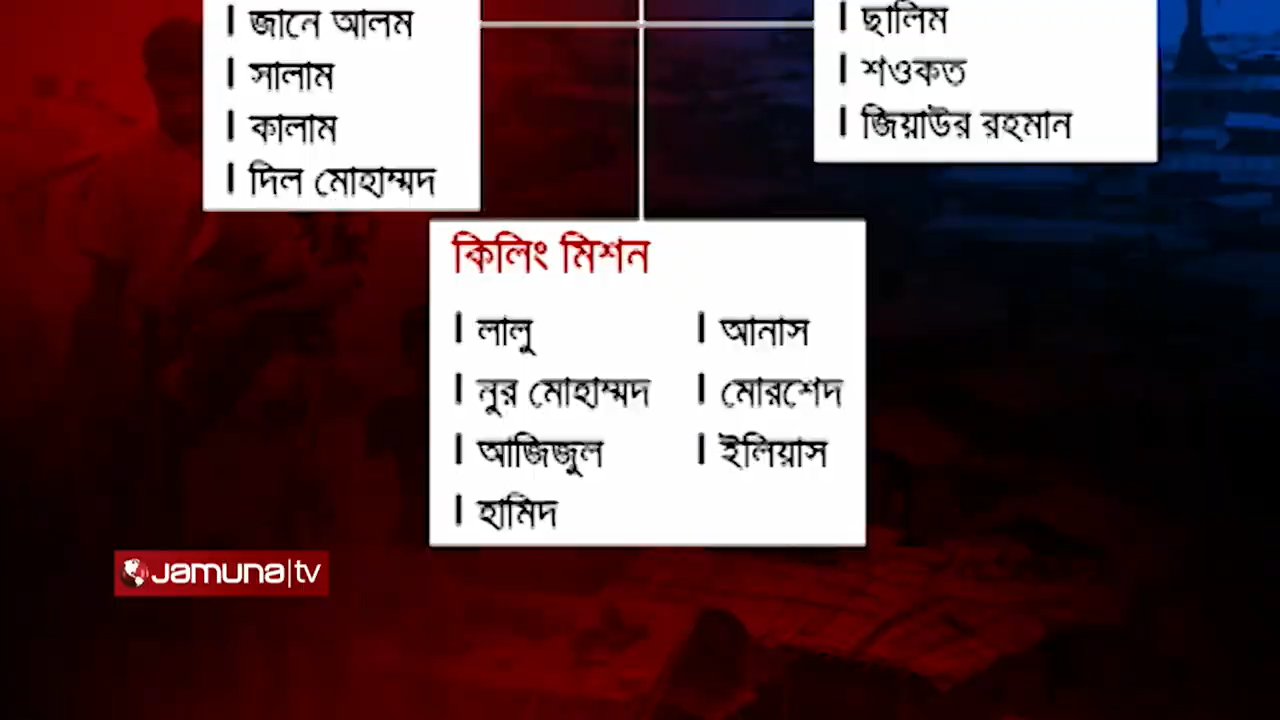 জানে আলম
সালাম
কালাম
দিল মোহাম্মদ
ছালিম
শওকত
জিয়াউর রহমান
কিলিং মিশন
লালু
নুর মোহাম্মদ
আজিজুল
হামিদ
আনাস
মোরশেদ
ইলিয়াস
Jamuna|tv